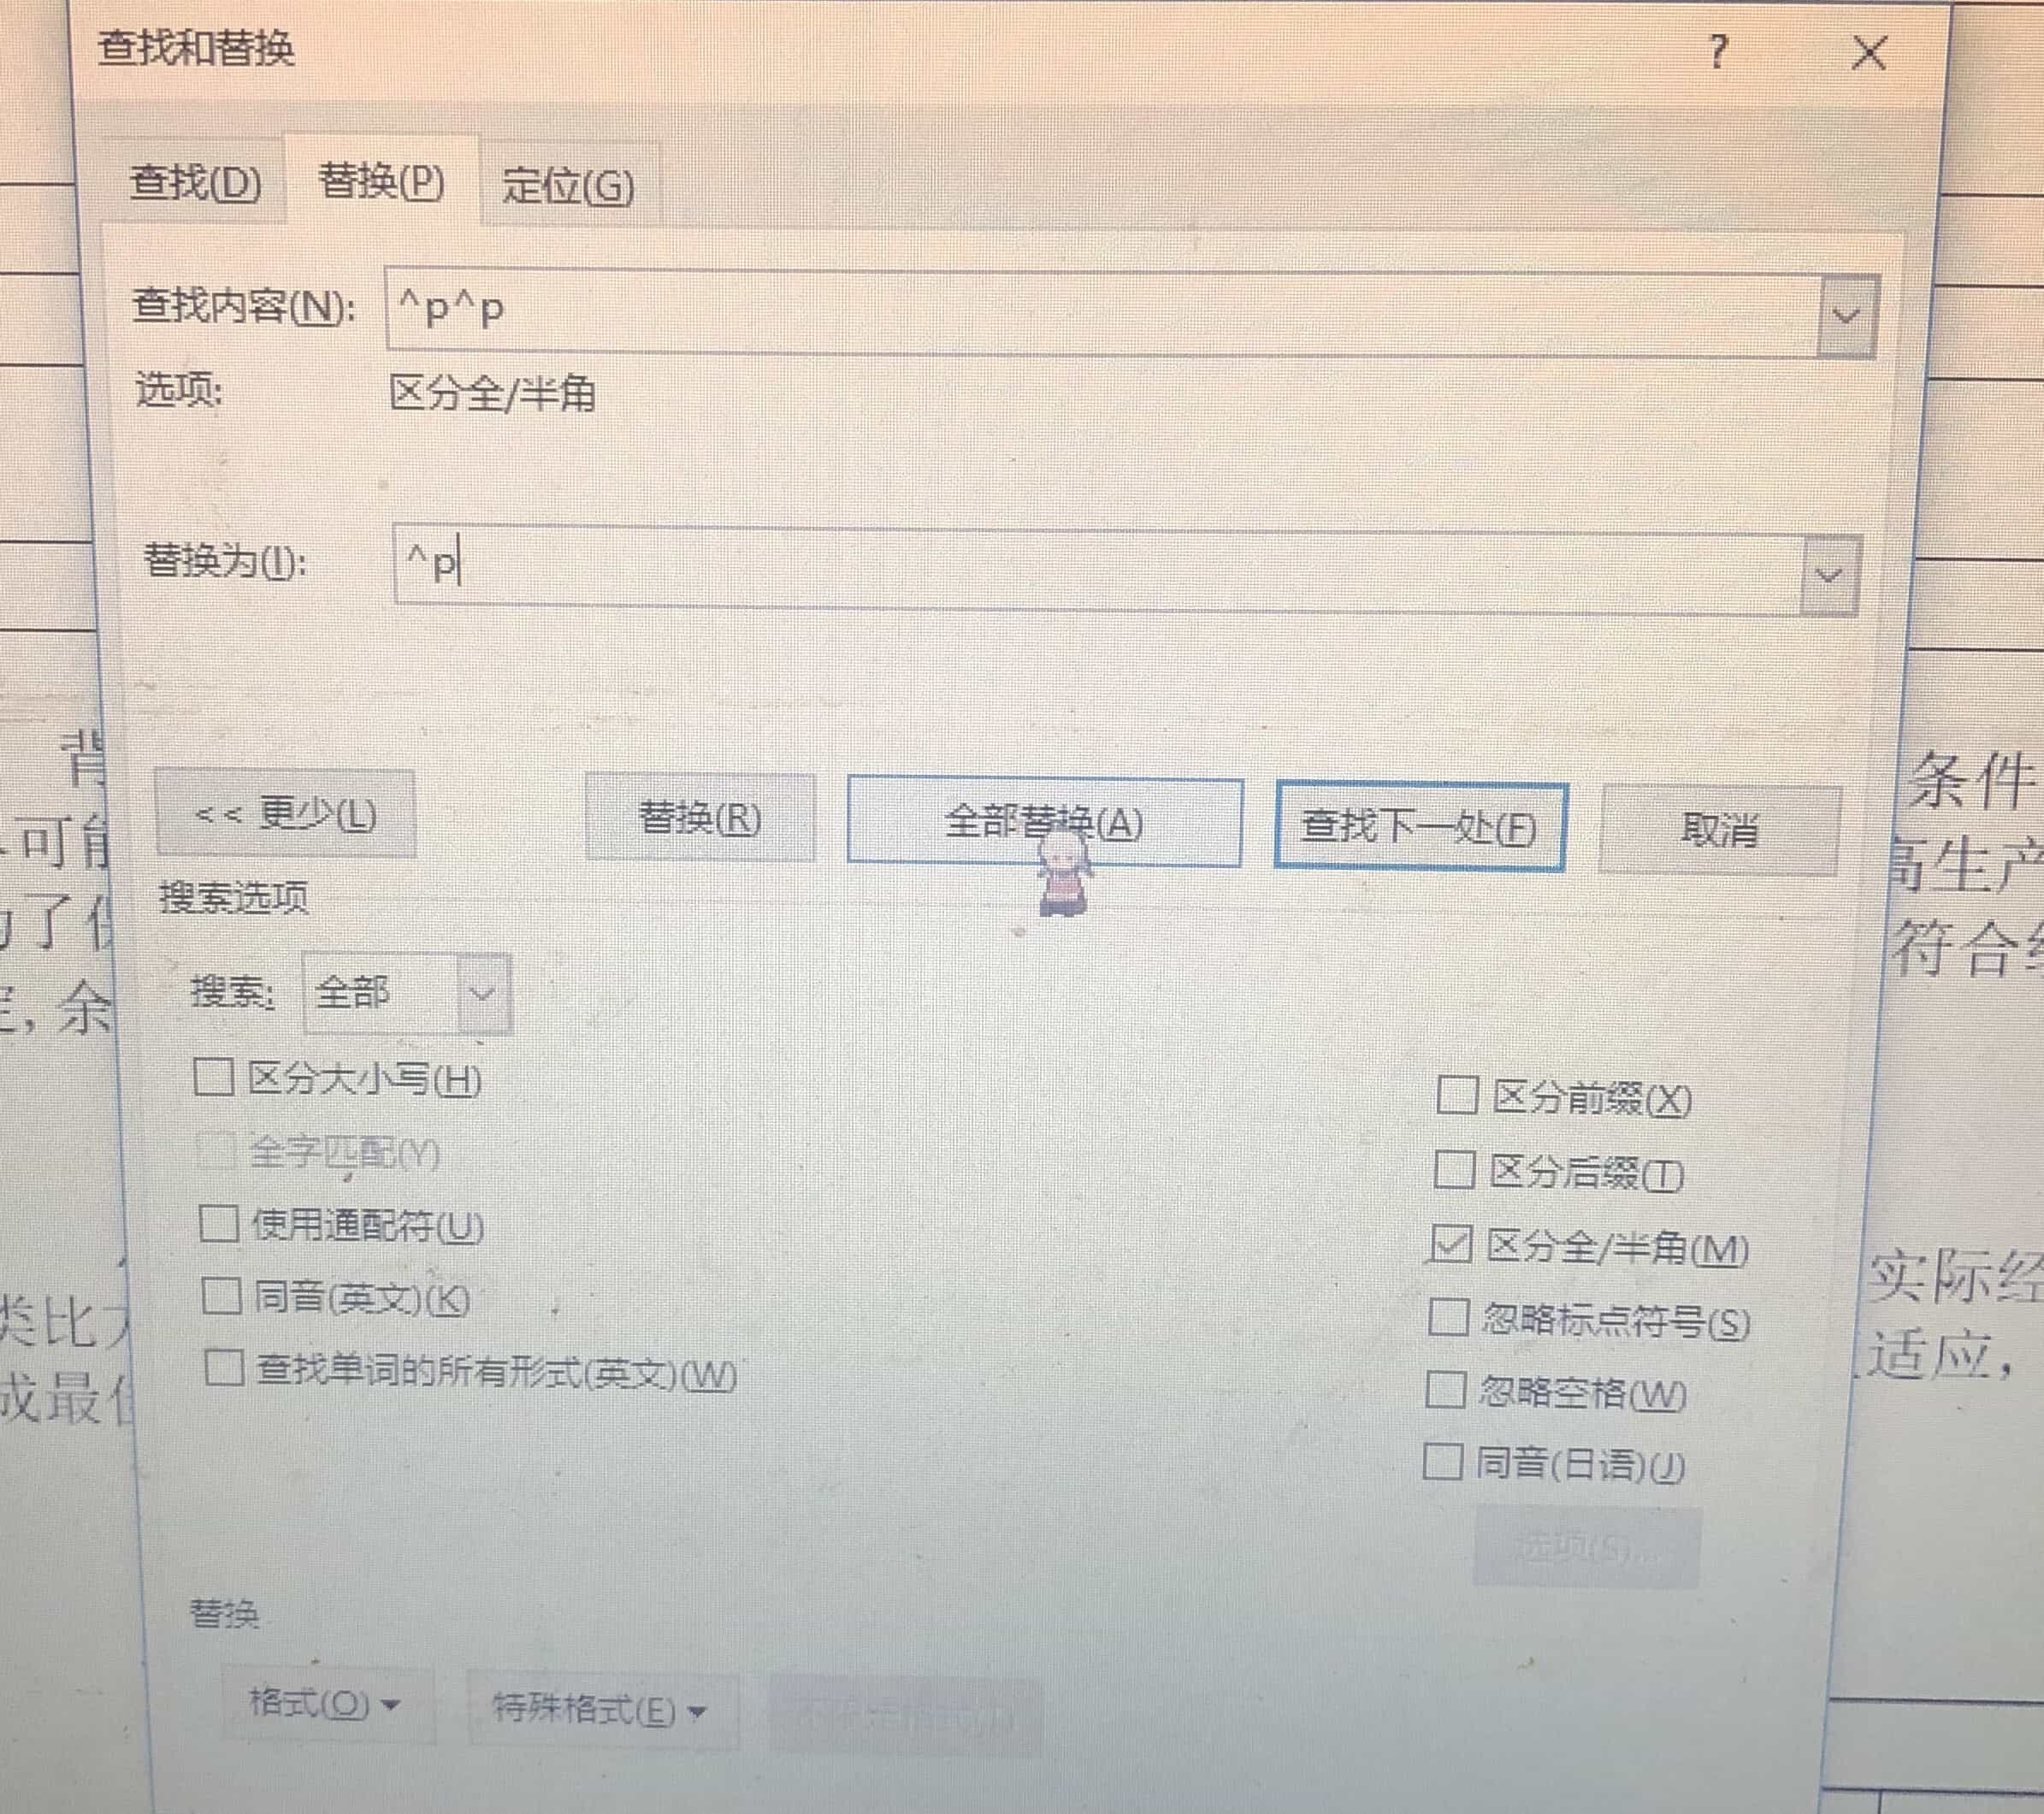 查找和替换
查找(D) 替换(P) 定位(G)
查找内容(N): ^p^p
选项: 区分全/半角
替换为(I): ^p
<< 更少(L) 替换(R) 全部替换(A) 查找下一处(F) 取消
搜索选项
搜索: 全部
区分大小写(H)
全字匹配(Y)
使用通配符(U)
同音(英文)(K)
查找单词的所有形式(英文)(W)
区分前缀(X)
区分后缀(T)
区分全/半角(M)
忽略标点符号(S)
忽略空格(W)
同音(日语)(J)
选项(S)...
替换
格式(O) 特殊格式(E)
背
可能
了
余
类比
成最
条件
高生产
符合
实际经
适应,